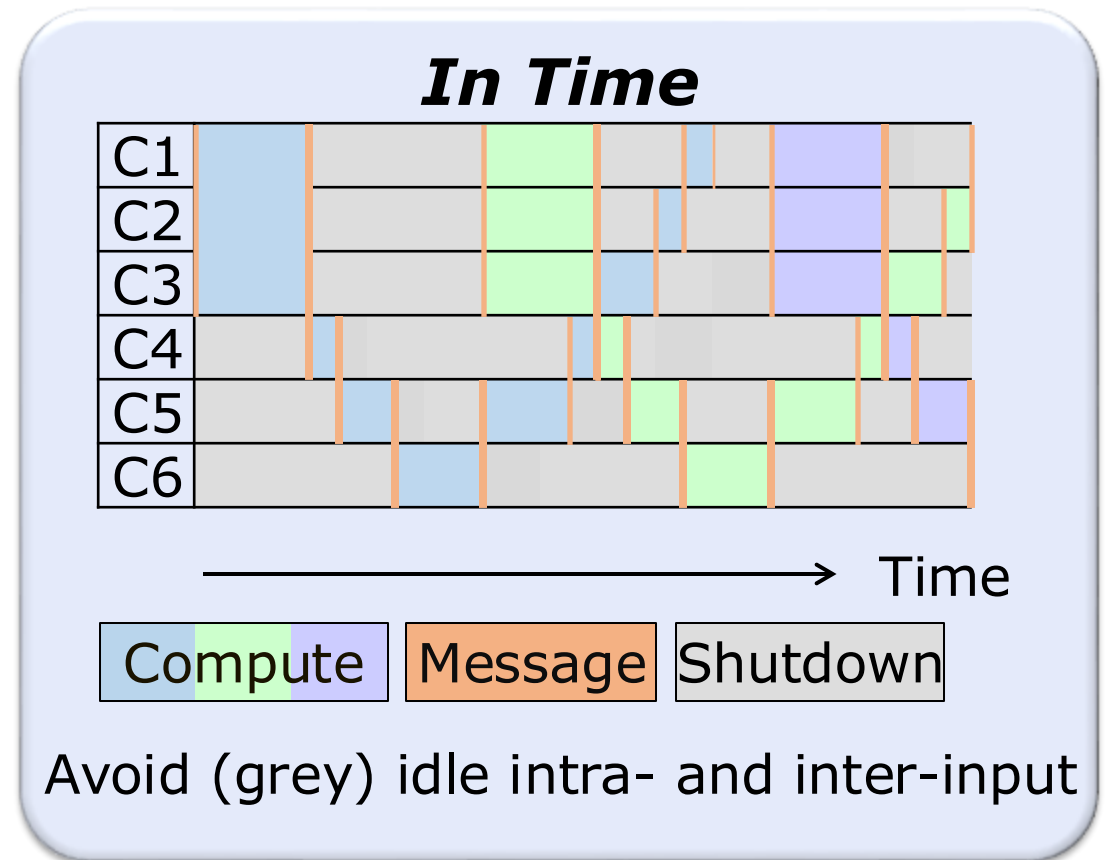 In Time
C1
C2
C3
C4
C5
C6
Time
Compute Message Shutdown
Avoid (grey) idle intra- and inter-input